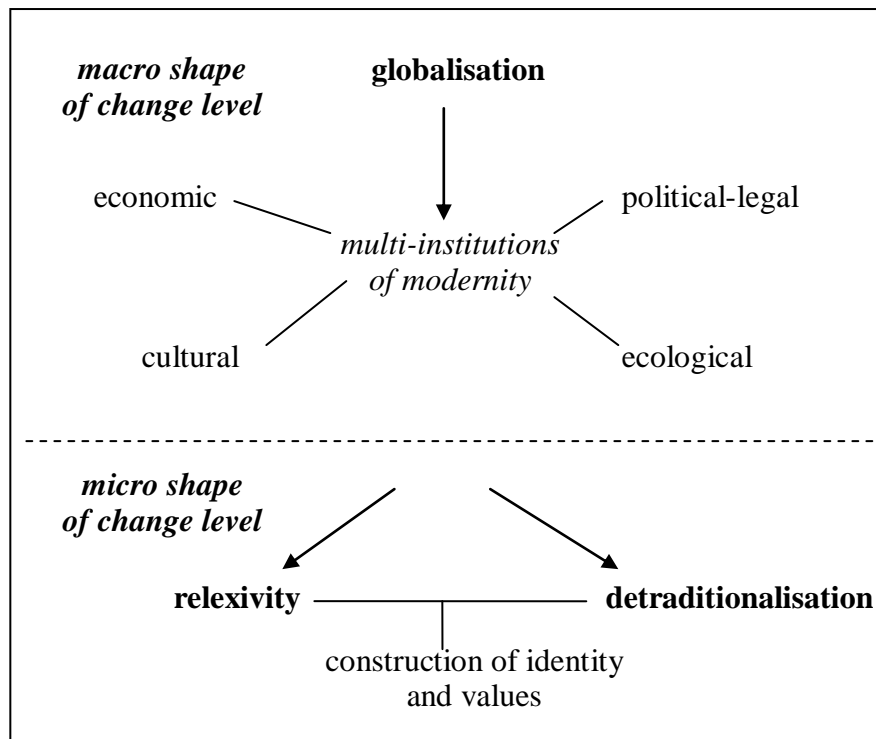 macro shape
of change level
globalisation
economic
political-legal
multi-institutions
of modernity
cultural
ecological
micro shape
of change level
relexivity
detraditionalisation
construction of identity
and values